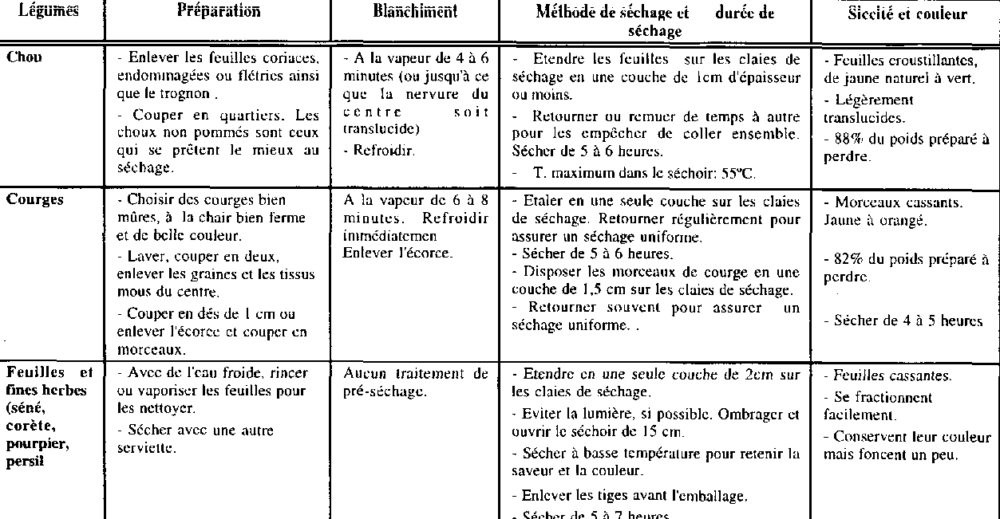 Légumes
Préparation
Blanchiment
Méthode de séchage et durée de
séchage
Siccité et couleur
Chou
- Enlever les feuilles coriaces,
endommagées ou flétries ainsi
que le trognon .
- Couper en quartiers. Les
choux non pommés sont ceux
qui se prêtent le mieux au
séchage.
- A la vapeur de 4 à 6
minutes (ou jusqu'à ce
que la nervure du
centre soit
translucide)
- Refroidir.
- Etendre les feuilles sur les claies de
séchage en une couche de 1cm d'épaisseur
ou moins.
- Retourner ou remuer de temps à autre
pour les empêcher de coller ensemble.
Sécher de 5 à 6 heures.
- T. maximum dans le séchoir: 55°C.
- Feuilles croustillantes,
de jaune naturel à vert.
- Légèrement
translucides.
- 88% du poids préparé à
perdre.
Courges
- Choisir des courges bien
mûres, à la chair bien ferme
et de belle couleur.
- Laver, couper en deux,
enlever les graines et les tissus
mous du centre.
- Couper en dés de 1 cm ou
enlever l'écorce et couper en
morceaux.
A la vapeur de 6 à 8
minutes. Refroidir
immédiatemen
Enlever l'écorce.
- Etaler en une seule couche sur les claies
de séchage. Retourner régulièrement pour
assurer un séchage uniforme.
- Sécher de 5 à 6 heures.
- Disposer les morceaux de courge en une
couche de 1,5 cm sur les claies de séchage.
- Retourner souvent pour assurer un
séchage uniforme. .
- Morceaux cassants.
Jaune à orangé.
- 82% du poids préparé à
perdre.
- Sécher de 4 à 5 heures
Feuilles et
fines herbes
(séné,
corète,
pourpier,
persil
- Avec de l'eau froide, rincer
ou vaporiser les feuilles pour
les nettoyer.
- Sécher avec une autre
serviette.
Aucun traitement de
pré-séchage.
- Etendre en une seule couche de 2cm sur
les claies de séchage.
- Eviter la lumière, si possible. Ombrager et
ouvrir le séchoir de 15 cm.
- Sécher à basse température pour retenir la
saveur et la couleur.
- Enlever les tiges avant l'emballage.
- Sécher de 5 à 7 heures
- Feuilles cassantes.
- Se fractionnent
facilement.
- Conservent leur couleur
mais foncent un peu.